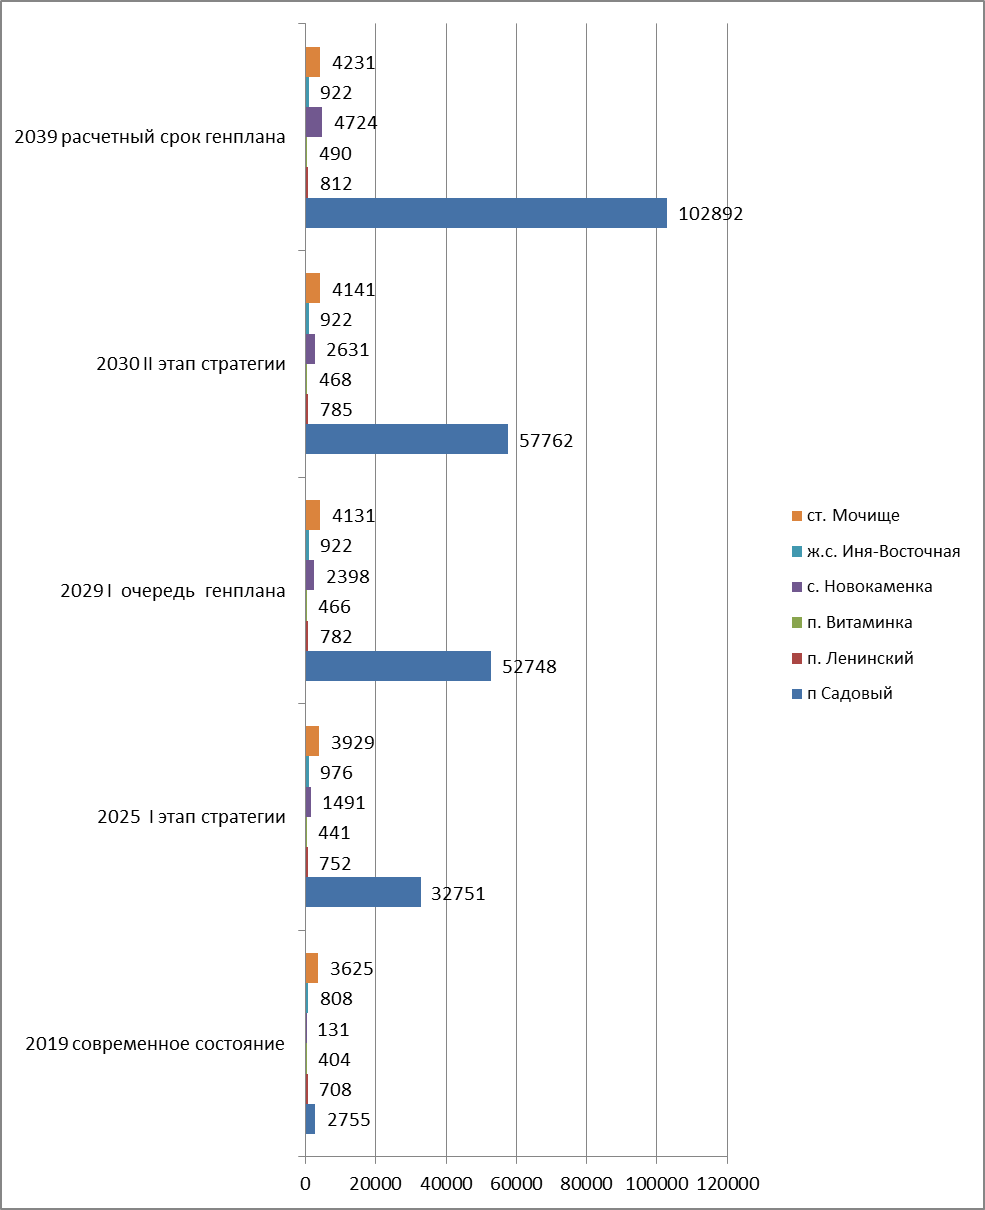 4231
922
2039 расчетный срок генплана
4724
490
812
102892
4141
922
2030 II этап стратегии
2631
468
785
57762
4131
922
2029 I очередь генплана
2398
466
782
52748
3929
976
2025 I этап стратегии
1491
441
752
32751
3625
808
2019 современное состояние
131
404
708
2755
0 20000 40000 60000 80000 100000 120000
ст. Мочище
ж.с. Иня-Восточная
с. Новокаменка
п. Витаминка
п. Ленинский
п Садовый